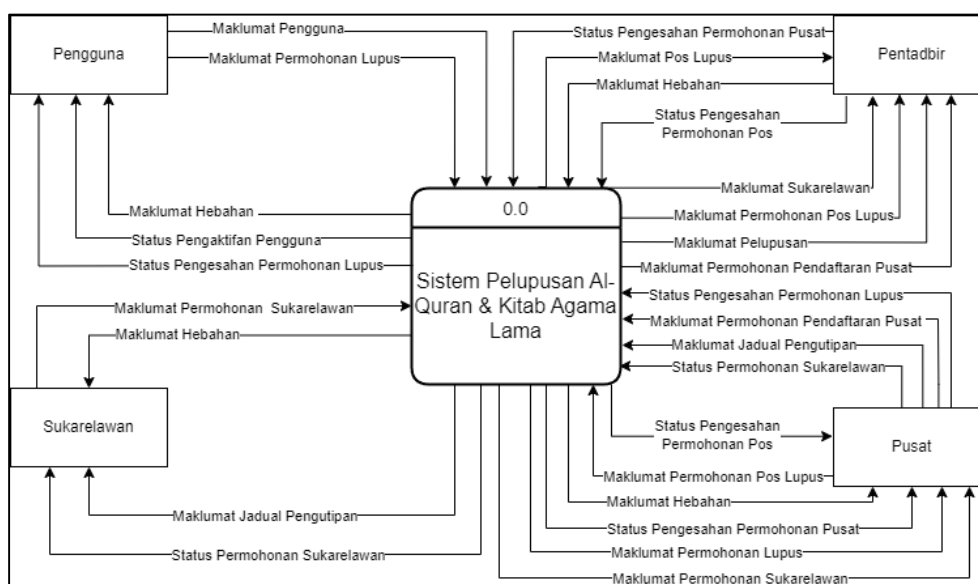 Pengguna
Maklumat Pengguna
Maklumat Permohonan Lupus
Status Pengesahan Permohonan Pusat
Maklumat Pos Lupus
Maklumat Hebahan
Status Pengesahan
Permohonan Pos
Pentadbir
Maklumat Hebahan
Status Pengaktifan Pengguna
Status Pengesahan Permohonan Lupus
0.0
Sistem Pelupusan Al-
Quran & Kitab Agama
Lama
Maklumat Sukarelawan
Maklumat Permohonan Pos Lupus
Maklumat Pelupusan
Maklumat Permohonan Pendaftaran Pusat
Status Pengesahan Permohonan Lupus
Maklumat Permohonan Pendaftaran Pusat
Maklumat Jadual Pengutipan
Status Permohonan Sukarelawan
Maklumat Permohonan Sukarelawan
Maklumat Hebahan
Sukarelawan
Maklumat Jadual Pengutipan
Status Permohonan Sukarelawan
Status Pengesahan
Permohonan Pos
Pusat
Maklumat Permohonan Pos Lupus
Maklumat Hebahan
Status Pengesahan Permohonan Pusat
Maklumat Permohonan Lupus
Maklumat Permohonan Sukarelawan